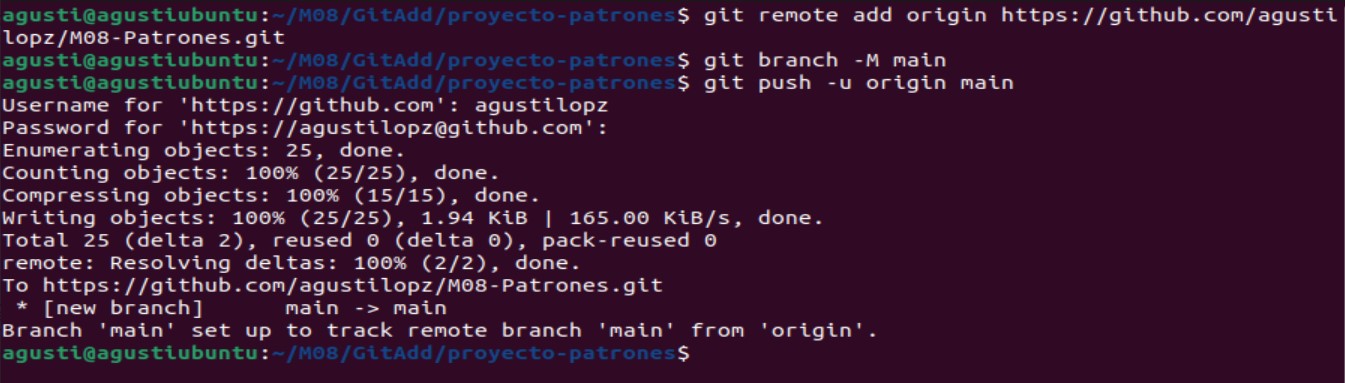 agusti@agustiubuntu:~/M08/GitAdd/proyecto-patrones$ git remote add origin https://github.com/agusti
lopz/M08-Patrones.git
agusti@agustiubuntu:~/M08/GitAdd/proyecto-patrones$ git branch -M main
agusti@agustiubuntu:~/M08/GitAdd/proyecto-patrones$ git push -u origin main
Username for 'https://github.com': agustilopz
Password for 'https://agustilopz@github.com':
Enumerating objects: 25, done.
Counting objects: 100% (25/25), done.
Compressing objects: 100% (15/15), done.
Writing objects: 100% (25/25), 1.94 KiB | 165.00 KiB/s, done.
Total 25 (delta 2), reused 0 (delta 0), pack-reused 0
remote: Resolving deltas: 100% (2/2), done.
To https://github.com/agustilopz/M08-Patrones.git
 * [new branch]      main -> main
Branch 'main' set up to track remote branch 'main' from 'origin'.
agusti@agustiubuntu:~/M08/GitAdd/proyecto-patrones$